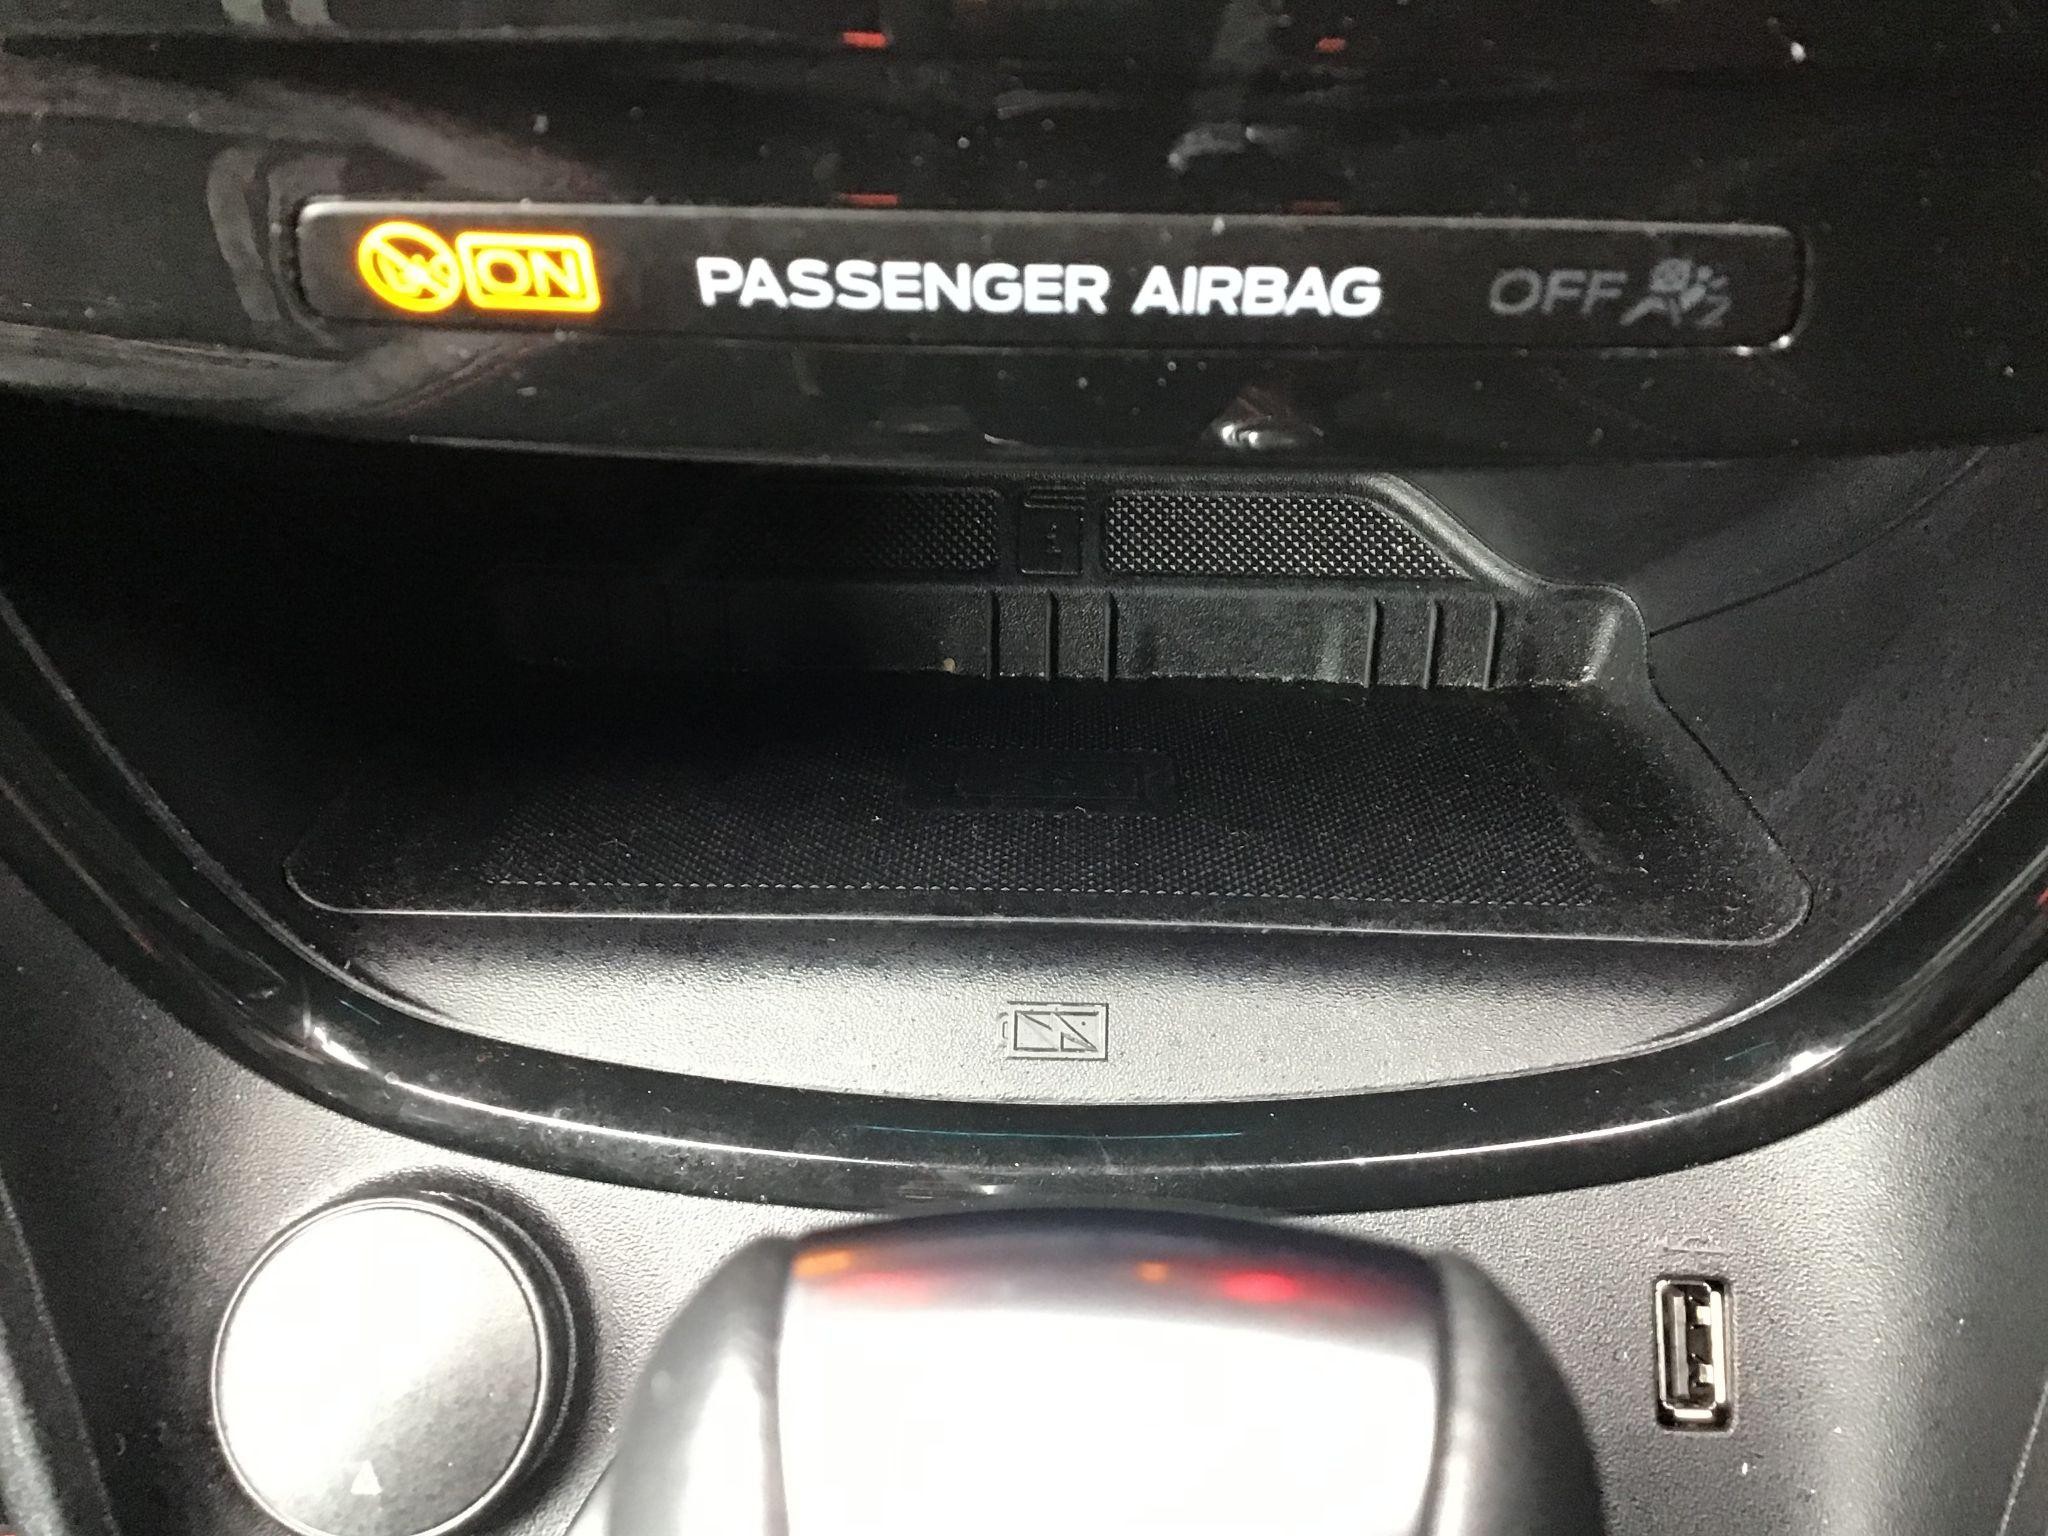 ON PASSENGER AIRBAG OFF